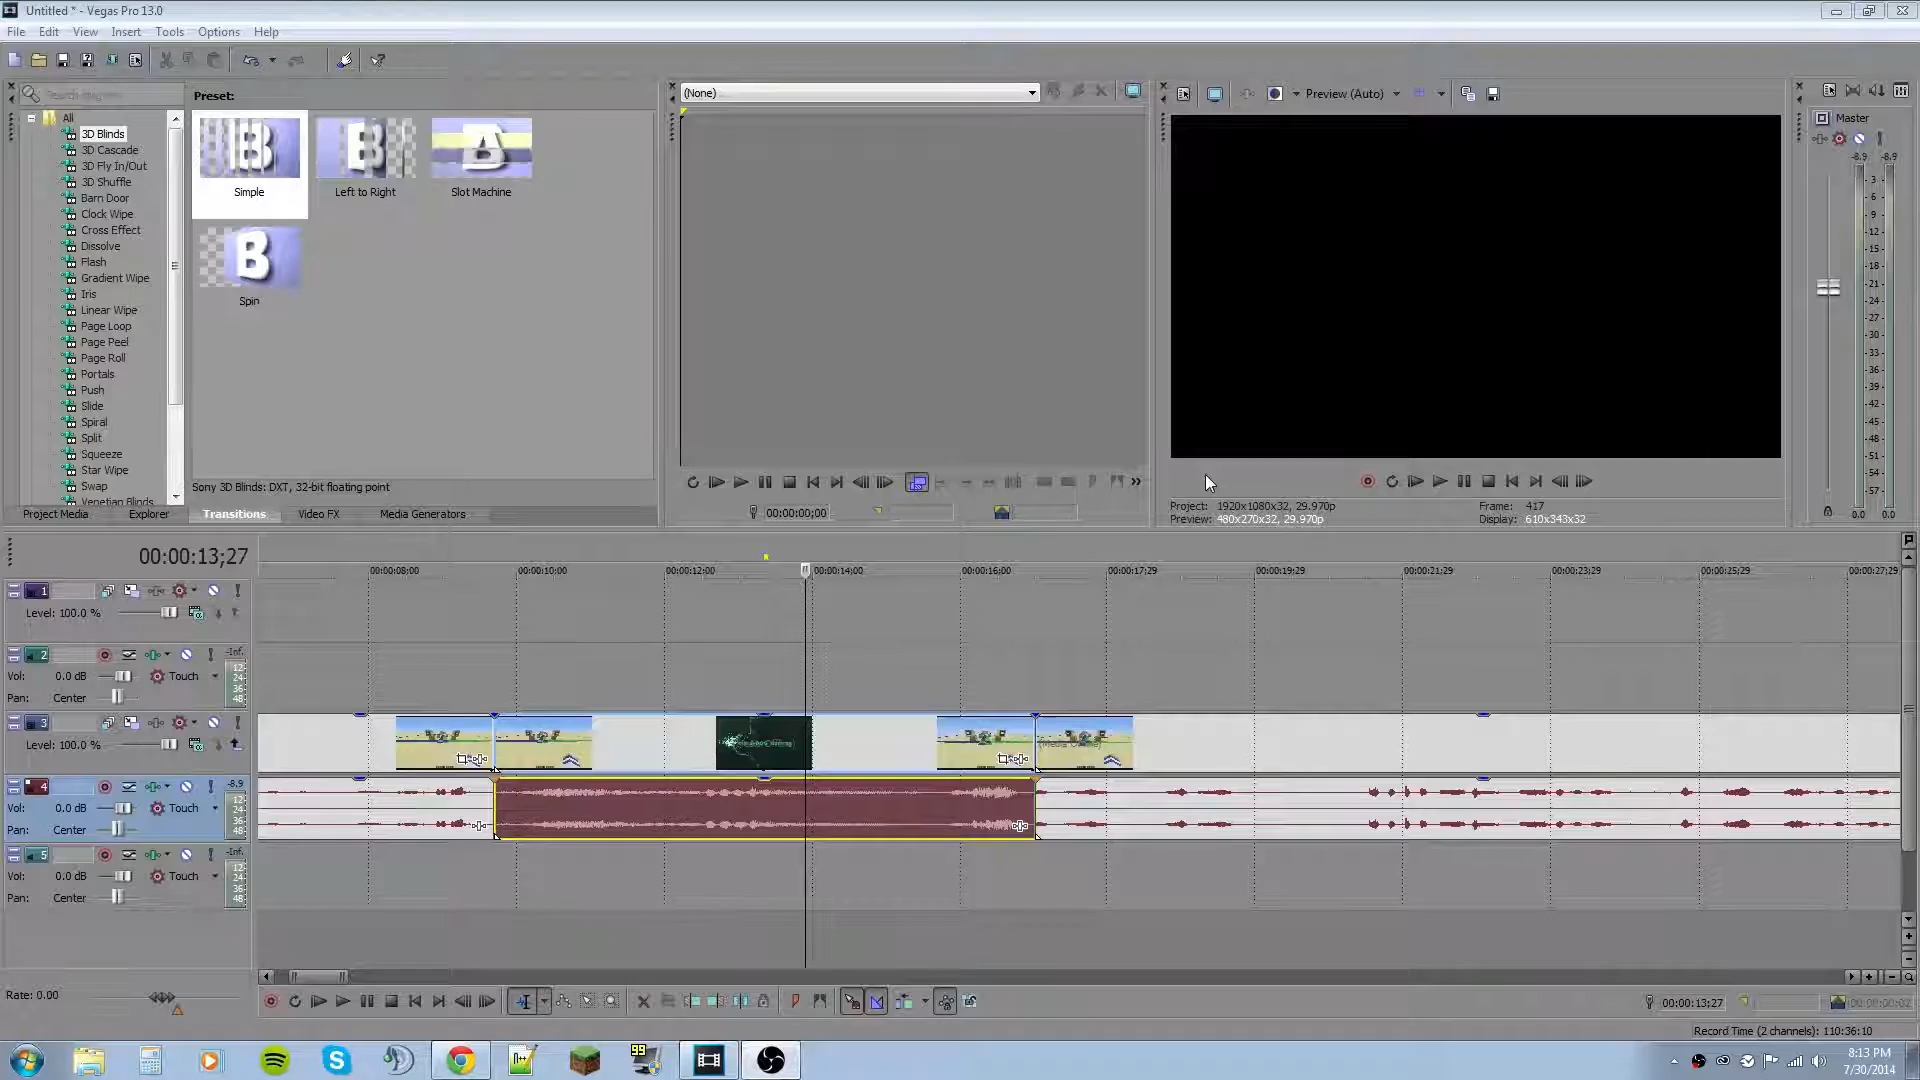 Untitled * - Vegas Pro 13.0
File Edit View Insert Tools Options Help
Preset:
(None)
Preview (Auto)
All
Master
3D Blinds
3D Cascade
3D Fly In/Out
3D Shuffle
Barn Door
Clock Wipe
Cross Effect
Dissolve
Flash
Gradient Wipe
Iris
Linear Wipe
Page Loop
Page Peel
Page Roll
Portals
Push
Slide
Spiral
Split
Squeeze
Star Wipe
Swap
Venetian Blinds
Simple
Left to Right
Slot Machine
Spin
Sony 3D Blinds: DXT, 32-bit floating point
Project Media Explorer Transitions Video FX Media Generators
00:00:00;00
Project: 1920x1080x32, 29.970p
Preview: 480x270x32, 29.970p
Frame: 417
Display: 610x343x32
-8.9 -8.9
3
6
9
12
15
18
21
24
27
30
33
36
39
42
45
48
51
54
57
0.0 0.0
00:00:13;27
00:00:08;00 00:00:10;00 00:00:12;00 00:00:14;00 00:00:16;00 00:00:17;29 00:00:19;29 00:00:21;29 00:00:23;29 00:00:25;29 00:00:27;29
1
Level: 100.0 %
2
-Inf.
Vol: 0.0 dB Touch
Pan: Center
12
24
36
48
3
Level: 100.0 %
4
-8.9
Vol: 0.0 dB Touch
Pan: Center
12
24
36
48
5
-Inf.
Vol: 0.0 dB Touch
Pan: Center
12
24
36
48
Rate: 0.00
00:00:13;27
Record Time (2 channels): 110:36:10
99
8:13 PM
7/30/2014